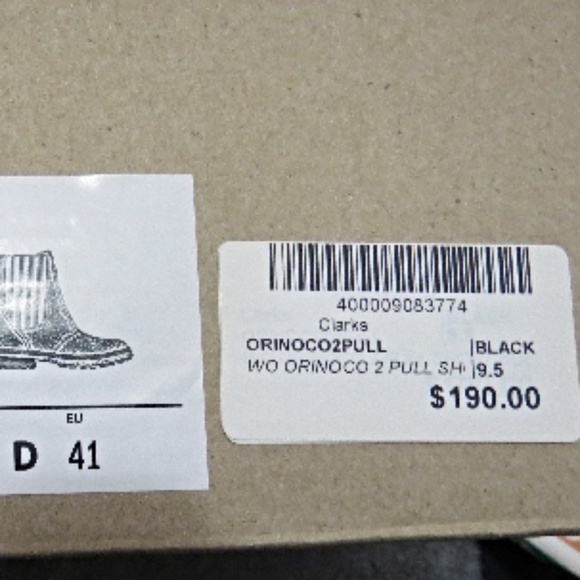 EU
D 41
400009083774
Clarks
ORINOCO2PULL |BLACK
WO ORINOCO 2 PULL SH |9.5
$190.00